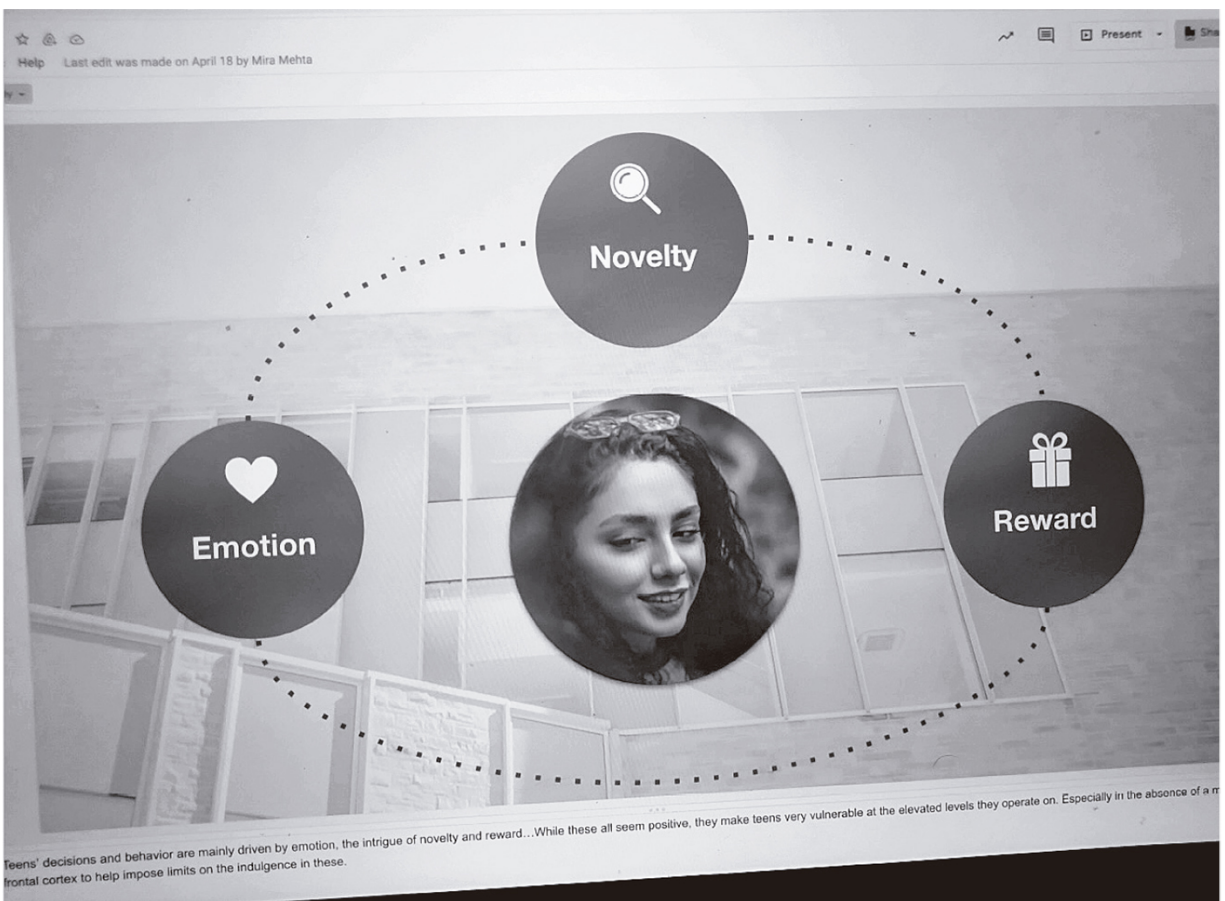 Present
Help Last edit was made on April 18 by Mira Mehta
Novelty
Emotion
Reward
Teens' decisions and behavior are mainly driven by emotion, the intrigue of novelty and reward…While these all seem positive, they make teens very vulnerable at the elevated levels they operate on. Especially in the absence of a
frontal cortex to help impose limits on the indulgence in these.